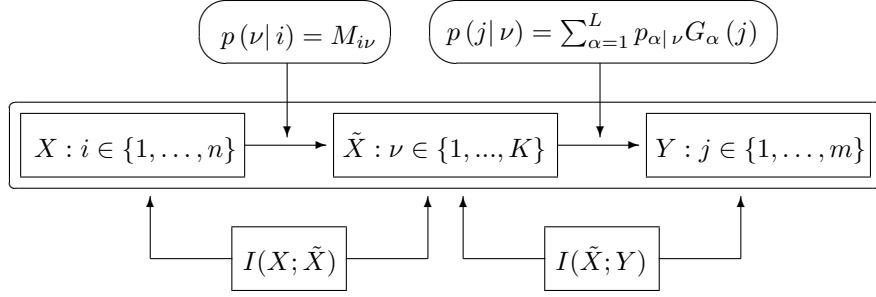 p (ν| i) = M_{iν} p (j| ν) = ∑_{α=1}^{L} p_{α| ν} G_α (j)
X : i ∈ {1, . . . , n} X̃ : ν ∈ {1, ..., K} Y : j ∈ {1, . . . , m}
I(X; X̃) I(X̃; Y)